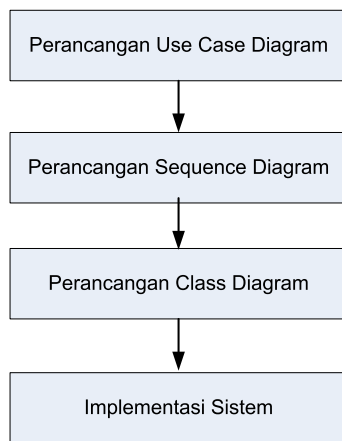 Perancangan Use Case Diagram
Perancangan Sequence Diagram
Perancangan Class Diagram
Implementasi Sistem